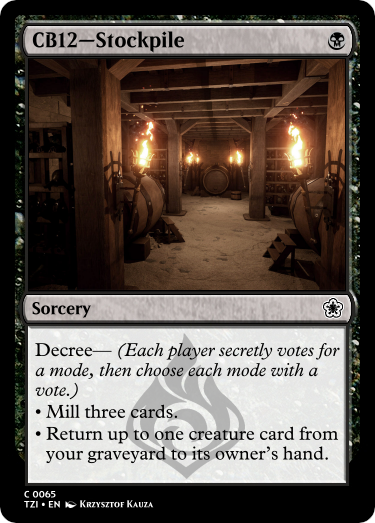 CB12—Stockpile
Sorcery
Decree— (Each player secretly votes for
a mode, then choose each mode with a
vote.)
• Mill three cards.
• Return up to one creature card from
your graveyard to its owner's hand.
C 0065
TZI • EN Krzysztof Kauza